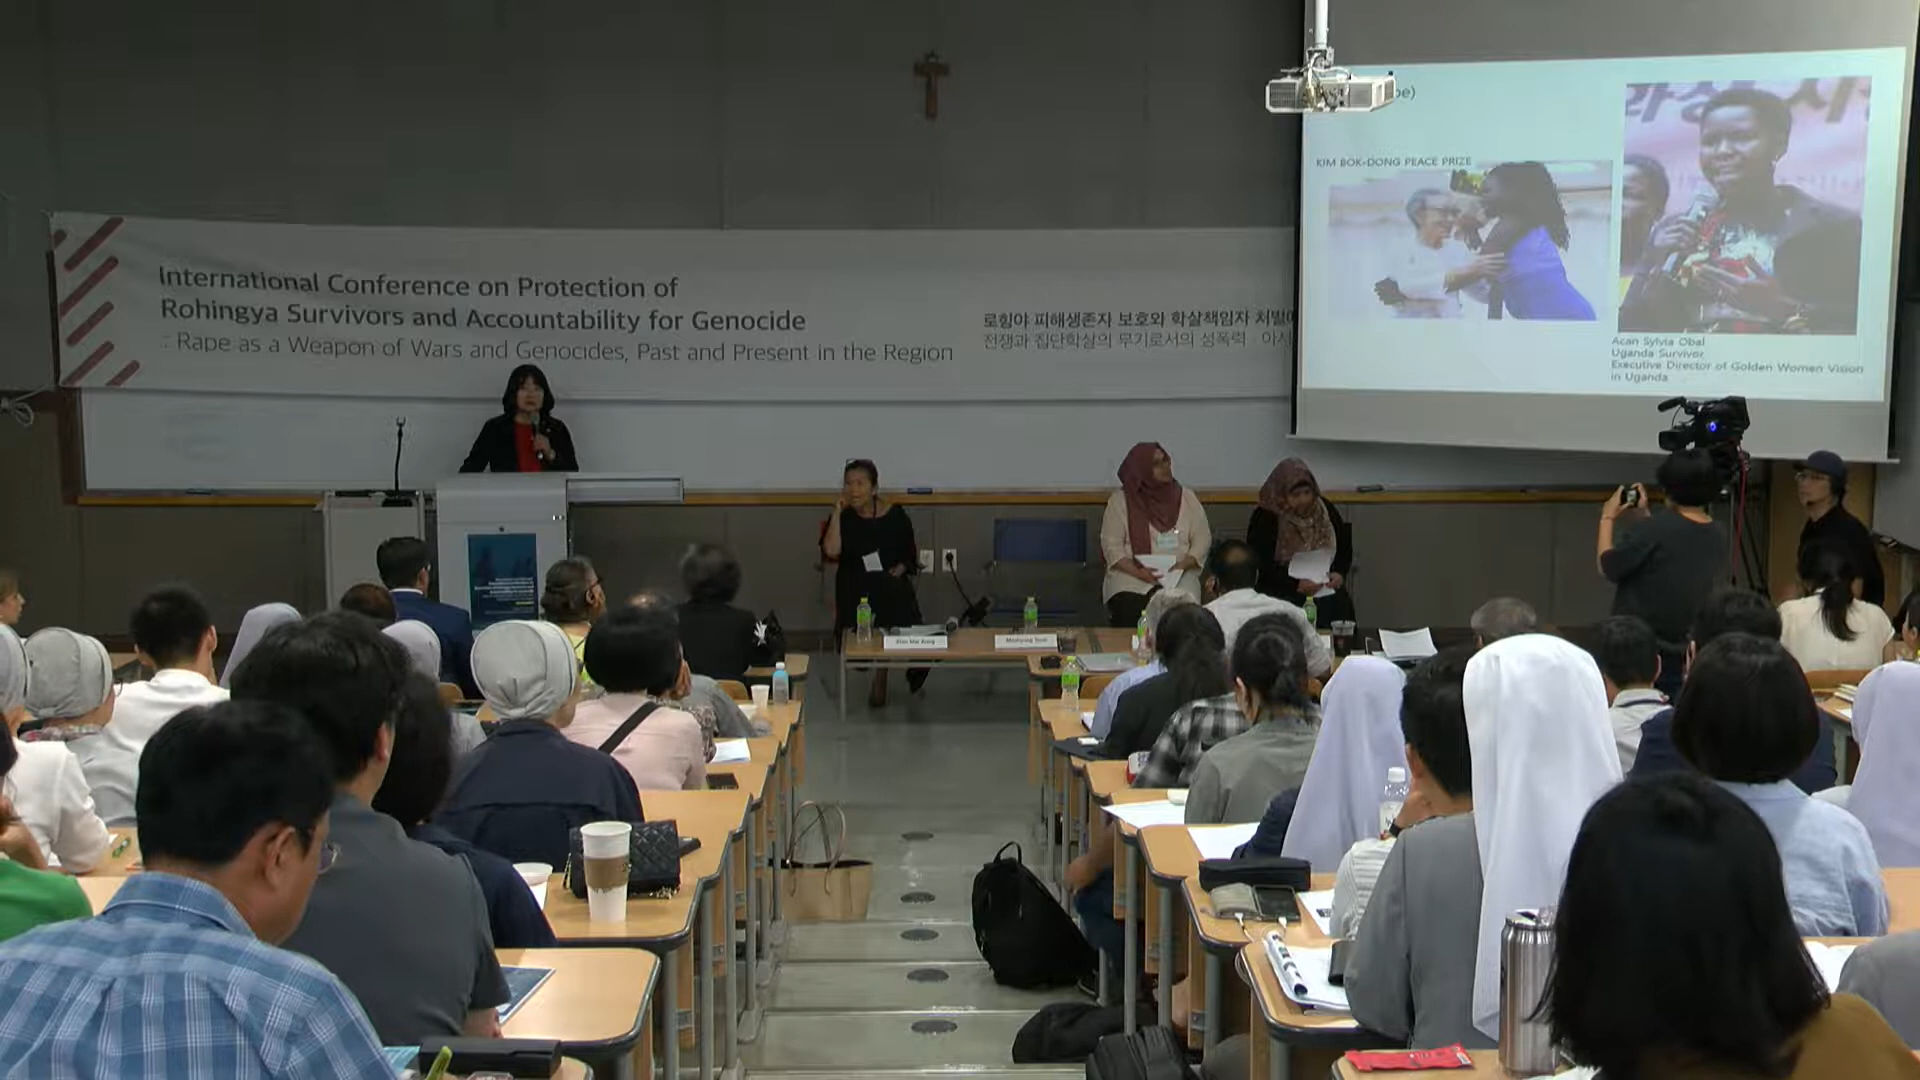 International Conference on Protection of
Rohingya Survivors and Accountability for Genocide
: Rape as a Weapon of Wars and Genocides, Past and Present in the Region
로힝야 피해생존자 보호와 학살책임자 처벌
전쟁과 집단학살의 무기로서의 성폭력 아시
KIM BOK-DONG PEACE PRIZE
Acan Sylvia Obal
Uganda Survivor
Executive Director of Golden Women Vision
in Uganda